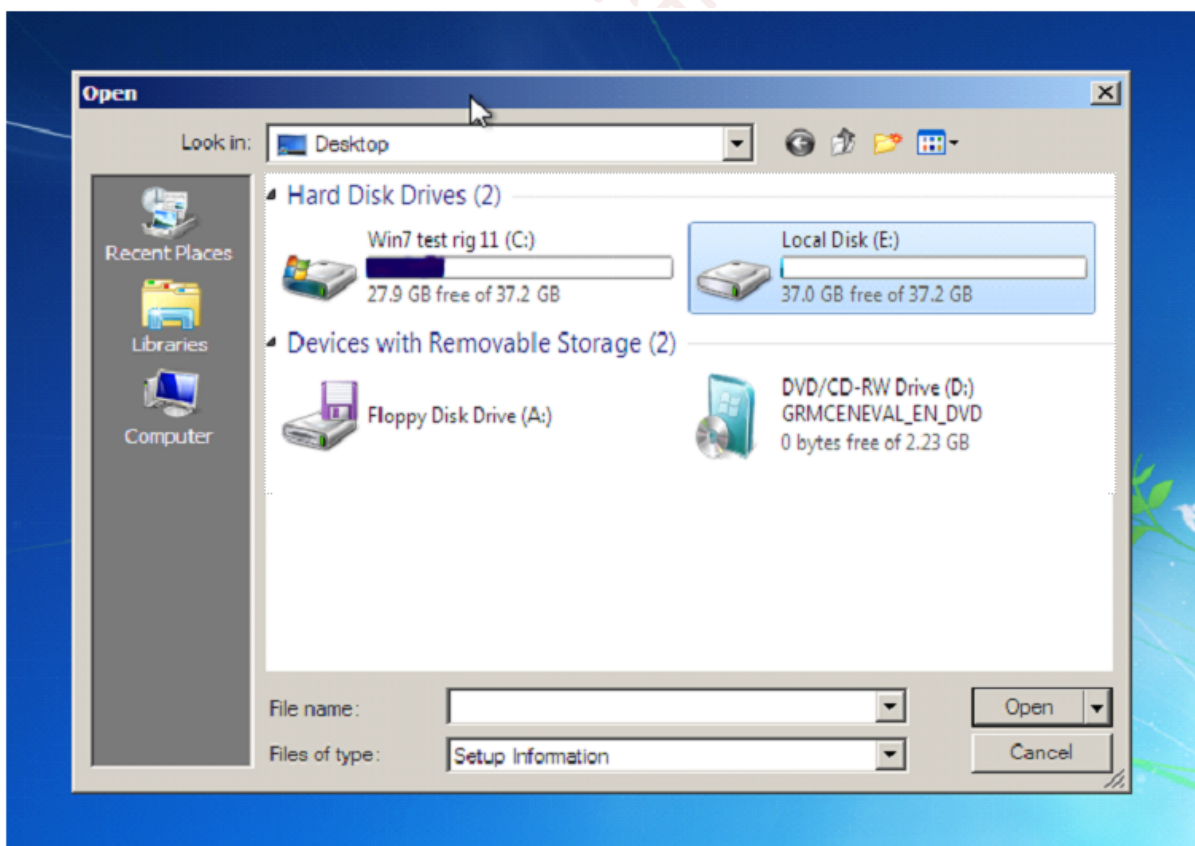 Open
Look in:
Desktop
Recent Places
Libraries
Computer
Hard Disk Drives (2)
Win7 test rig 11 (C:)
27.9 GB free of 37.2 GB
Local Disk (E:)
37.0 GB free of 37.2 GB
Devices with Removable Storage (2)
Floppy Disk Drive (A:)
DVD/CD-RW Drive (D:)
GRMCENEVAL_EN_DVD
0 bytes free of 2.23 GB
File name:
Open
Files of type:
Setup Information
Cancel